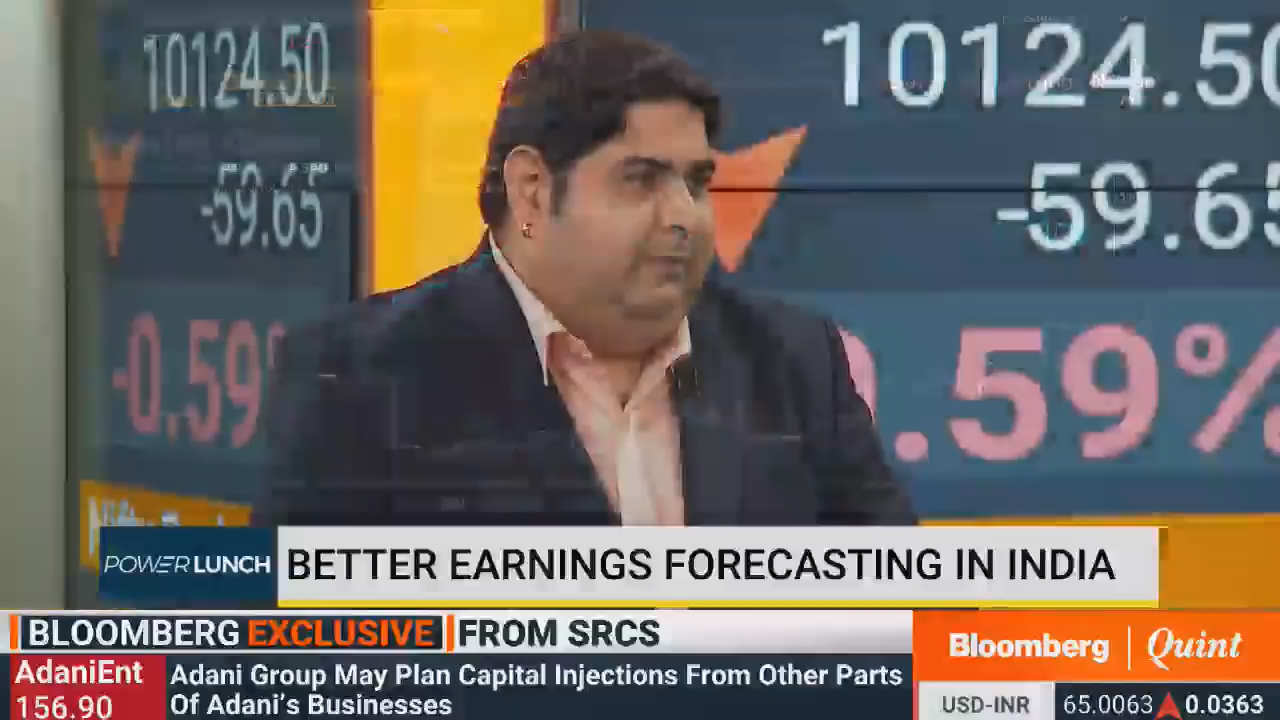 10124.50
10124.50
-59.65
-59.65
-0.59%
.59%
POWER LUNCH
BETTER EARNINGS FORECASTING IN INDIA
BLOOMBERG EXCLUSIVE FROM SRCS
Bloomberg | Quint
AdaniEnt
156.90
Adani Group May Plan Capital Injections From Other Parts
Of Adani's Businesses
USD-INR 65.0063 0.0363